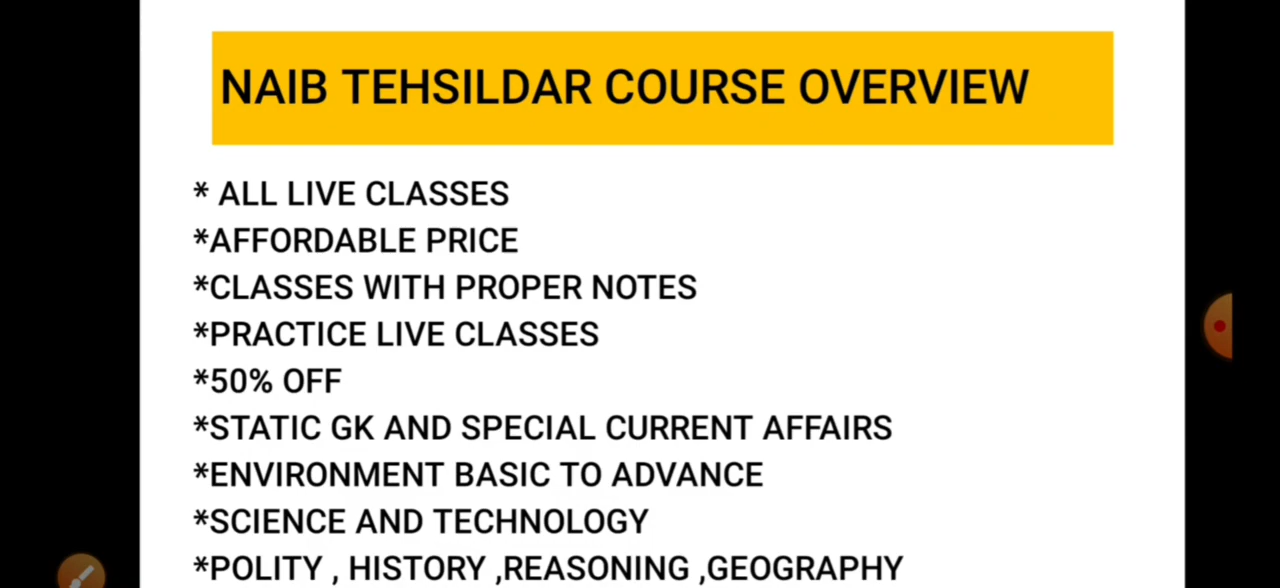 NAIB TEHSILDAR COURSE OVERVIEW
* ALL LIVE CLASSES
*AFFORDABLE PRICE
*CLASSES WITH PROPER NOTES
*PRACTICE LIVE CLASSES
*50% OFF
*STATIC GK AND SPECIAL CURRENT AFFAIRS
*ENVIRONMENT BASIC TO ADVANCE
*SCIENCE AND TECHNOLOGY
*POLITY , HISTORY ,REASONING ,GEOGRAPHY